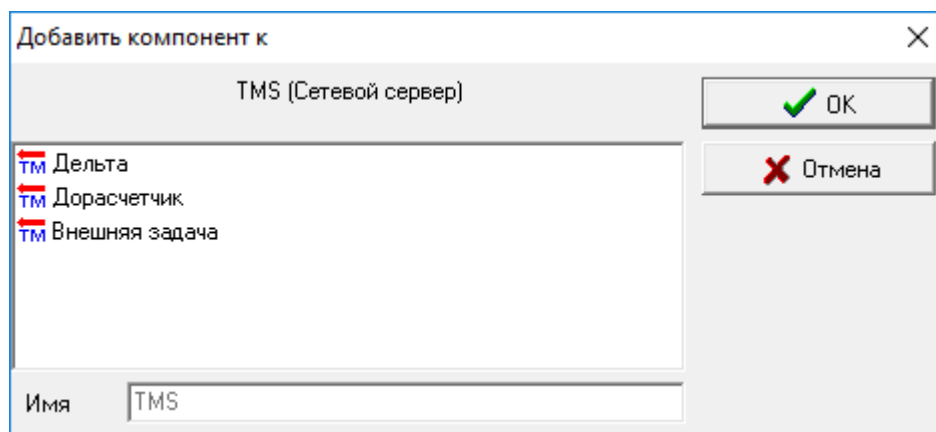 Добавить компонент к
TMS (Сетевой сервер)
OK
Отмена
ТМ Дельта
ТМ Дорасчетчик
ТМ Внешняя задача
Имя
TMS